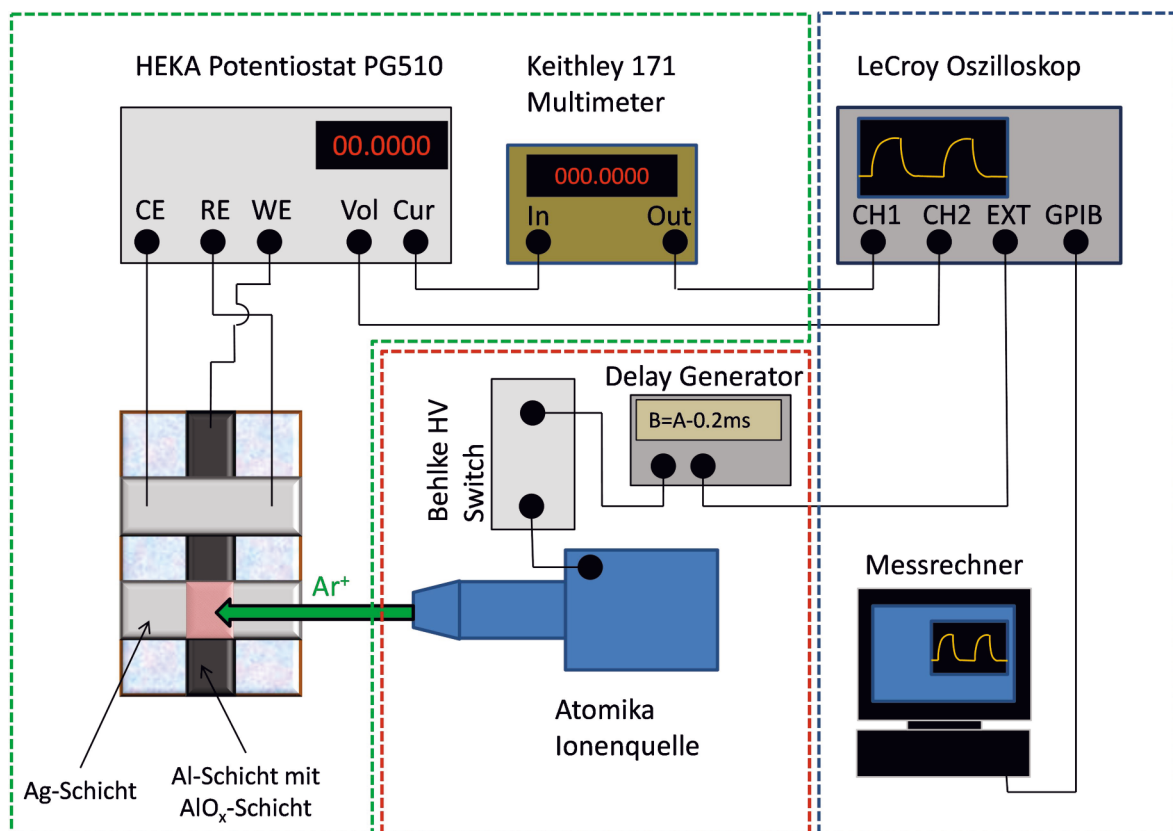 HEKA Potentiostat PG510
00.0000
CE RE WE Vol Cur
Keithley 171
Multimeter
000.0000
In Out
LeCroy Oszilloskop
CH1 CH2 EXT GPIB
Behlke HV
Switch
Delay Generator
B=A-0.2ms
Ar⁺
Atomika
Ionenquelle
Messrechner
Ag-Schicht
Al-Schicht mit
AlOₓ-Schicht